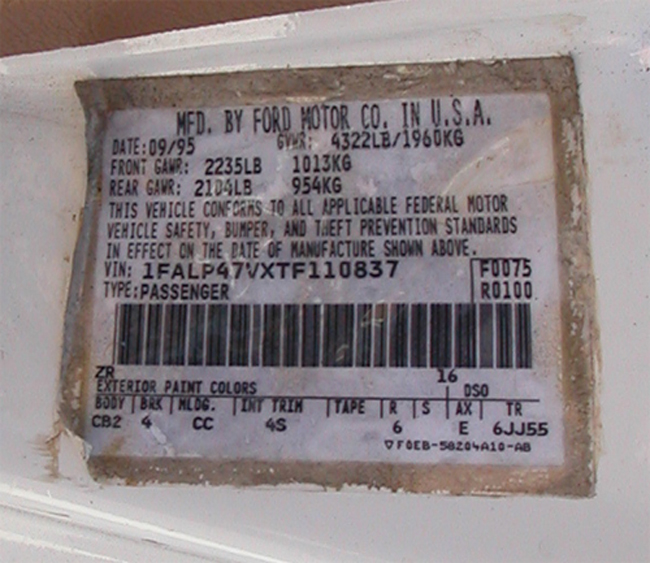 MFD. BY FORD MOTOR CO. IN U.S.A.
DATE: 09/95 GVWR: 4322LB/1960KG
FRONT GAWR: 2235LB 1013KG
REAR GAWR: 2104LB 954KG
THIS VEHICLE CONFORMS TO ALL APPLICABLE FEDERAL MOTOR
VEHICLE SAFETY, BUMPER, AND THEFT PREVENTION STANDARDS
IN EFFECT ON THE DATE OF MANUFACTURE SHOWN ABOVE.
VIN: 1FALP47VXTF110837 F0075
TYPE: PASSENGER R0100
ZR 16
EXTERIOR PAINT COLORS DSO
BODY BRK MLDG. INT TRIM TAPE R S AX TR
CB2 4 CC 4S 6 E 6JJ55
▽F0EB-58204A10-AB